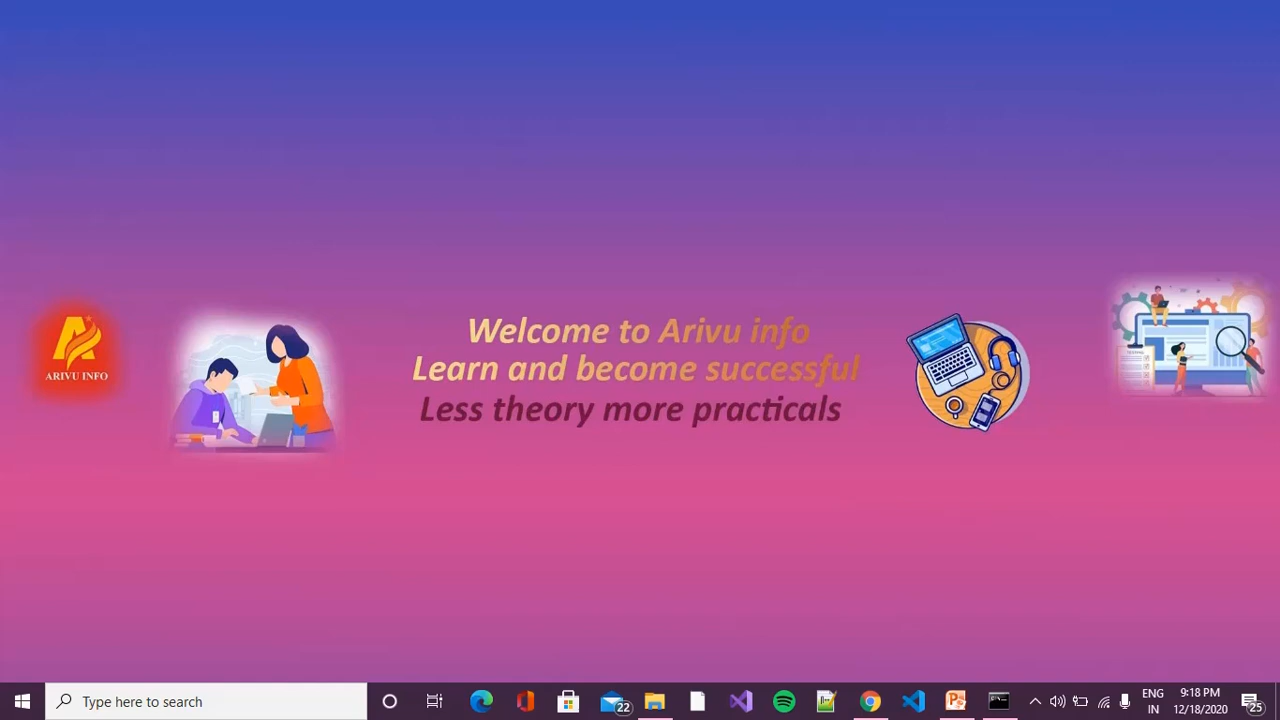 Welcome to Arivu info
Learn and become successful
Less theory more practicals
ARIVU INFO
Type here to search
22
ENG
IN
9:18 PM
12/18/2020
25